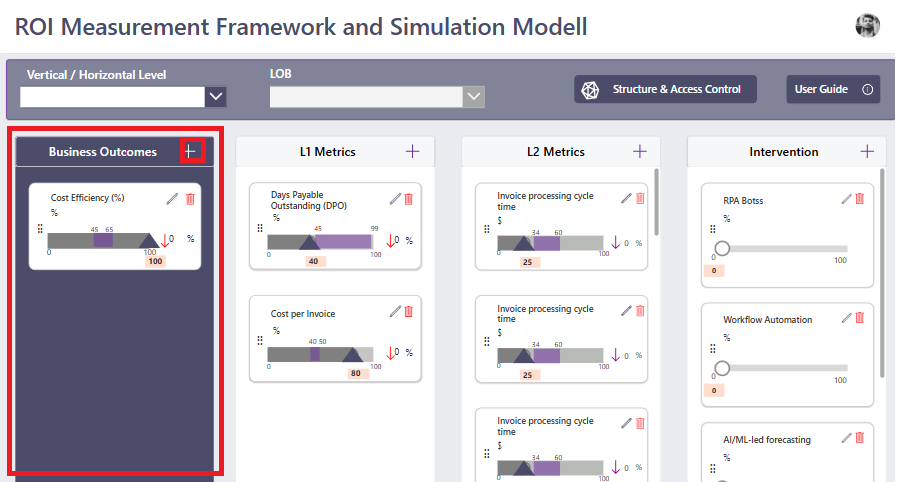 ROI Measurement Framework and Simulation Modell
Vertical / Horizontal Level
LOB
Structure & Access Control
User Guide
Business Outcomes
Cost Efficiency (%)
%
45 65
0 %
0
100
100
L1 Metrics
Days Payable
Outstanding (DPO)
%
45
99
0 %
0
100
40
Cost per Invoice
%
40 50
0 %
0
100
80
L2 Metrics
Invoice processing cycle
time
$
34
60
0 %
0
100
25
Invoice processing cycle
time
$
34
60
0 %
0
100
25
Invoice processing cycle
time
$
34
60
0 %
0
100
Intervention
RPA Botss
%
0
100
0
Workflow Automation
%
0
100
0
AI/ML-led forecasting
%